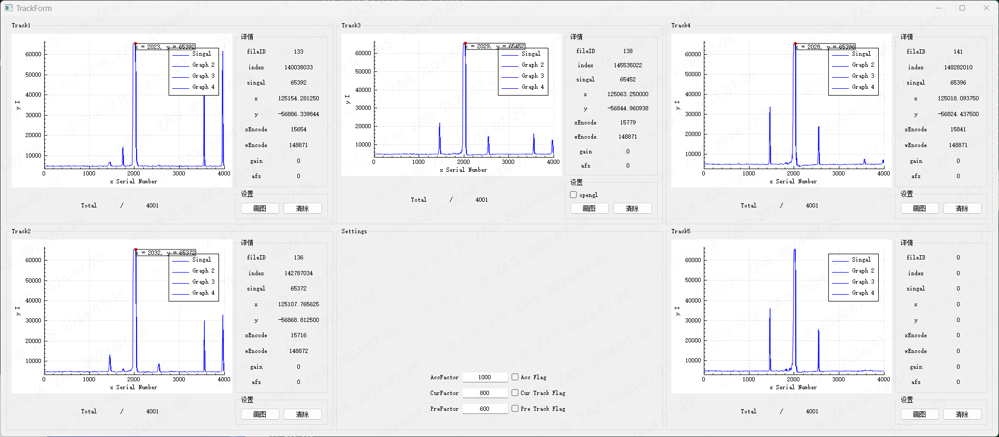 TrackForm
Track1
60000
50000
40000
30000
20000
10000
y I
0 1000 2000 3000 4000
x Serial Number
x = 2023, y = 65392
Singal
Graph 2
Graph 3
Graph 4
Total / 4001
详情
fileID 133
index 140038033
singal 65392
x 125154.281250
y -56886.339844
xEncode 15654
wEncode 148871
gain 0
afs 0
设置
画图 清除
Track3
60000
50000
40000
30000
20000
10000
y I
0 1000 2000 3000 4000
x Serial Number
x = 2029, y = 65452
Singal
Graph 2
Graph 3
Graph 4
Total / 4001
详情
fileID 138
index 145535022
singal 65452
x 125063.250000
y -56844.960938
xEncode 15779
wEncode 148871
gain 0
afs 0
设置
opengl
画图 清除
Track4
60000
50000
40000
30000
20000
10000
y I
0 1000 2000 3000 4000
x Serial Number
x = 2028, y = 65396
Singal
Graph 2
Graph 3
Graph 4
Total / 4001
详情
fileID 141
index 148282010
singal 65396
x 125018.093750
y -56824.437500
xEncode 15841
wEncode 148871
gain 0
afs 0
设置
画图 清除
Track2
60000
50000
40000
30000
20000
10000
y I
0 1000 2000 3000 4000
x Serial Number
x = 2032, y = 65372
Singal
Graph 2
Graph 3
Graph 4
Total / 4001
详情
fileID 136
index 142787034
singal 65372
x 125107.765625
y -56868.812500
xEncode 15716
wEncode 148872
gain 0
afs 0
设置
画图 清除
Settings
AccFactor 1000 Acc Flag
CurFactor 800 Cur Track Flag
PreFactor 600 Pre Track Flag
Track5
60000
50000
40000
30000
20000
10000
y I
0 1000 2000 3000 4000
x Serial Number
Singal
Graph 2
Graph 3
Graph 4
Total / 4001
详情
fileID 0
index 0
singal 0
x 0
y 0
xEncode 0
wEncode 0
gain 0
afs 0
设置
画图 清除
中安半导体 ZAS 2024-07-25